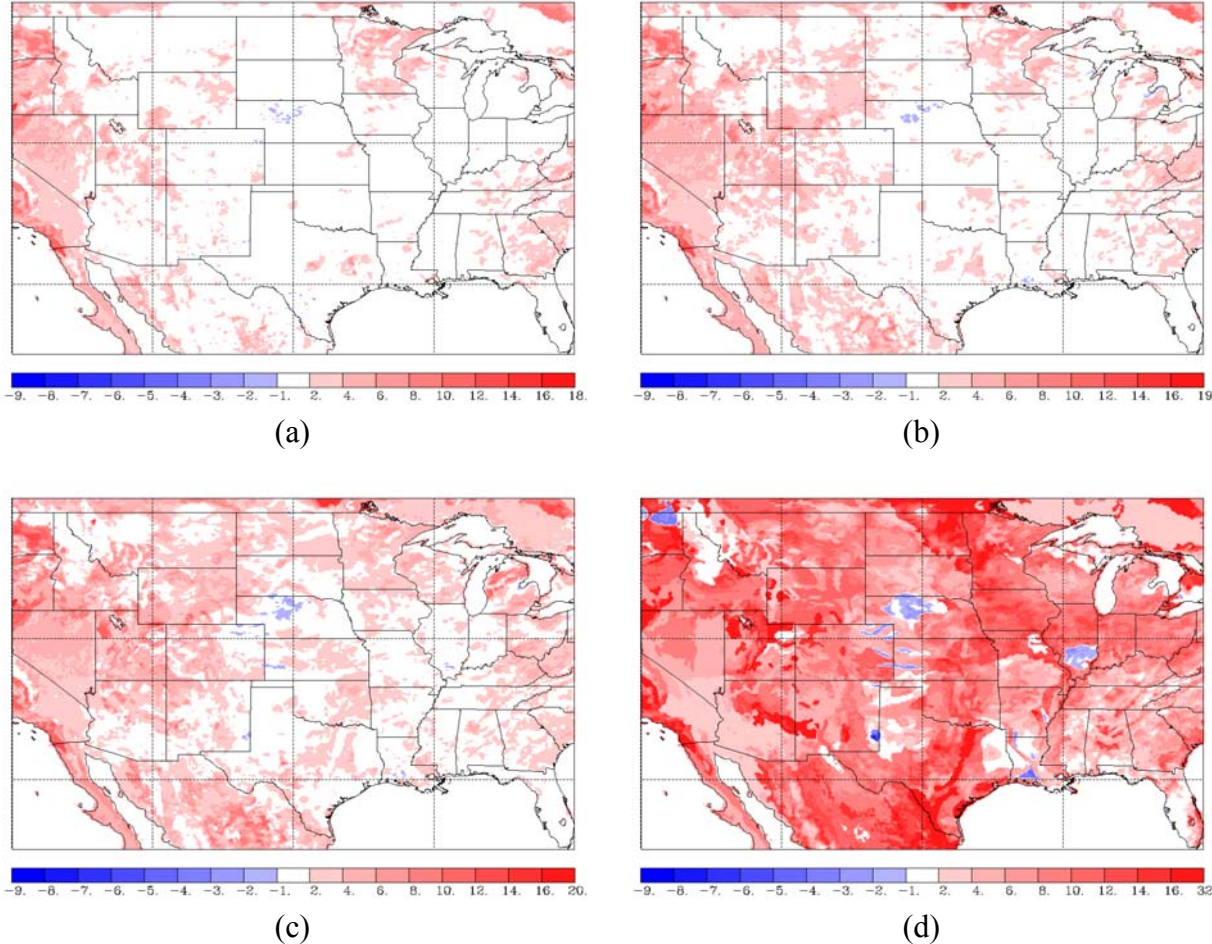 -9. -8. -7. -6. -5. -4. -3. -2. -1. 2. 4. 6. 8. 10. 12. 14. 16. 18.
(a)
-9. -8. -7. -6. -5. -4. -3. -2. -1. 2. 4. 6. 8. 10. 12. 14. 16. 19
(b)
-9. -8. -7. -6. -5. -4. -3. -2. -1. 2. 4. 6. 8. 10. 12. 14. 16. 20.
(c)
-9. -8. -7. -6. -5. -4. -3. -2. -1. 2. 4. 6. 8. 10. 12. 14. 16. 32
(d)